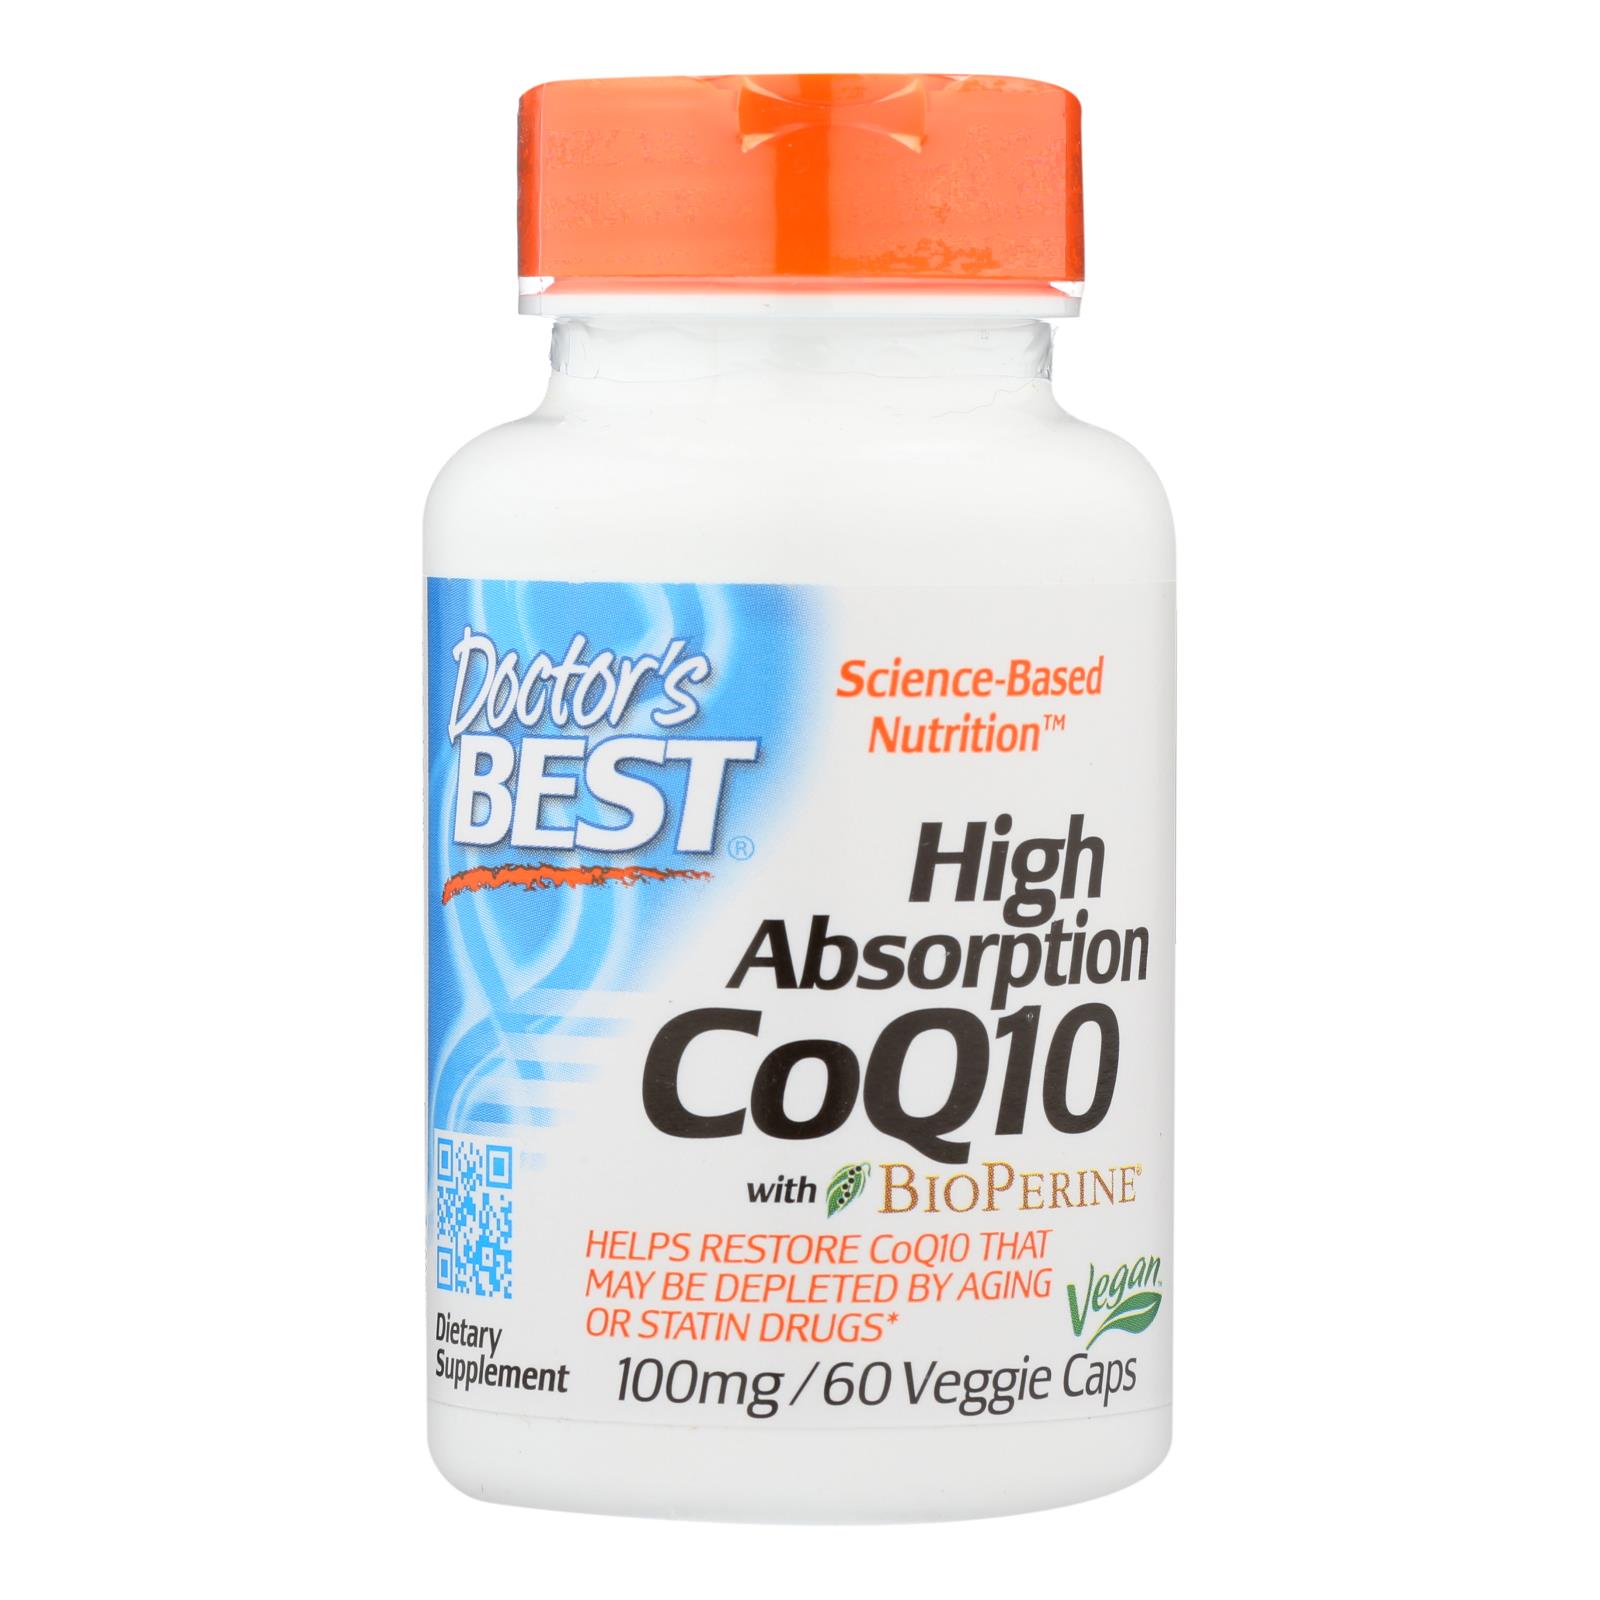 Doctor's
BEST®
Science-Based
Nutrition™
High
Absorption
CoQ10
with BIOPERINE®
HELPS RESTORE CoQ10 THAT
MAY BE DEPLETED BY AGING
OR STATIN DRUGS*
Vegan™
Dietary
Supplement
100mg / 60 Veggie Caps